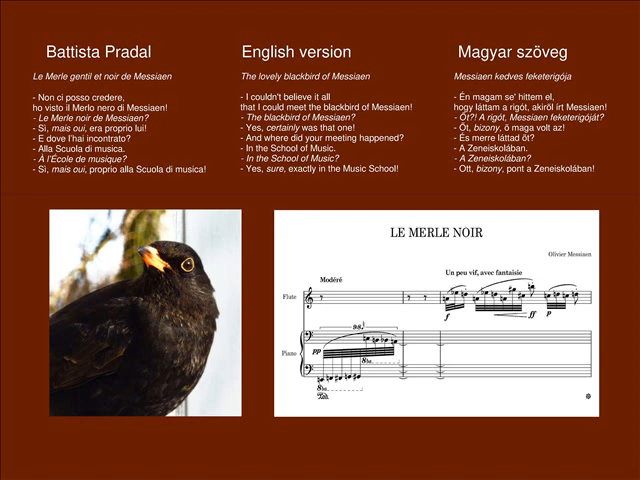 Battista Pradal
Le Merle gentil et noir de Messiaen
- Non ci posso credere,
ho visto il Merlo nero di Messiaen!
- Le Merle noir de Messiaen?
- Sì, mais oui, era proprio lui!
- E dove l'hai incontrato?
- Alla Scuola di musica.
- À l'École de musique?
- Sì, mais oui, proprio alla Scuola di musica!
English version
The lovely blackbird of Messiaen
- I couldn't believe it all
that I could meet the blackbird of Messiaen!
- The blackbird of Messiaen?
- Yes, certainly was that one!
- And where did your meeting happened?
- In the School of Music.
- In the School of Music?
- Yes, sure, exactly in the Music School!
Magyar szöveg
Messiaen kedves feketerigója
- Én magam se' hittem el,
hogy láttam a rigót, akiről írt Messiaen!
- Őt?! A rigót, Messiaen feketerigóját?
- Őt, bizony, ő maga volt az!
- És merre láttad őt?
- A Zeneiskolában.
- A Zeneiskolában?
- Ott, bizony, pont a Zeneiskolában!
LE MERLE NOIR
Olivier Messiaen
Modéré
Un peu vif, avec fantaisie
Flute
f
ff
p
Piano
pp
8va
8va
Ped.